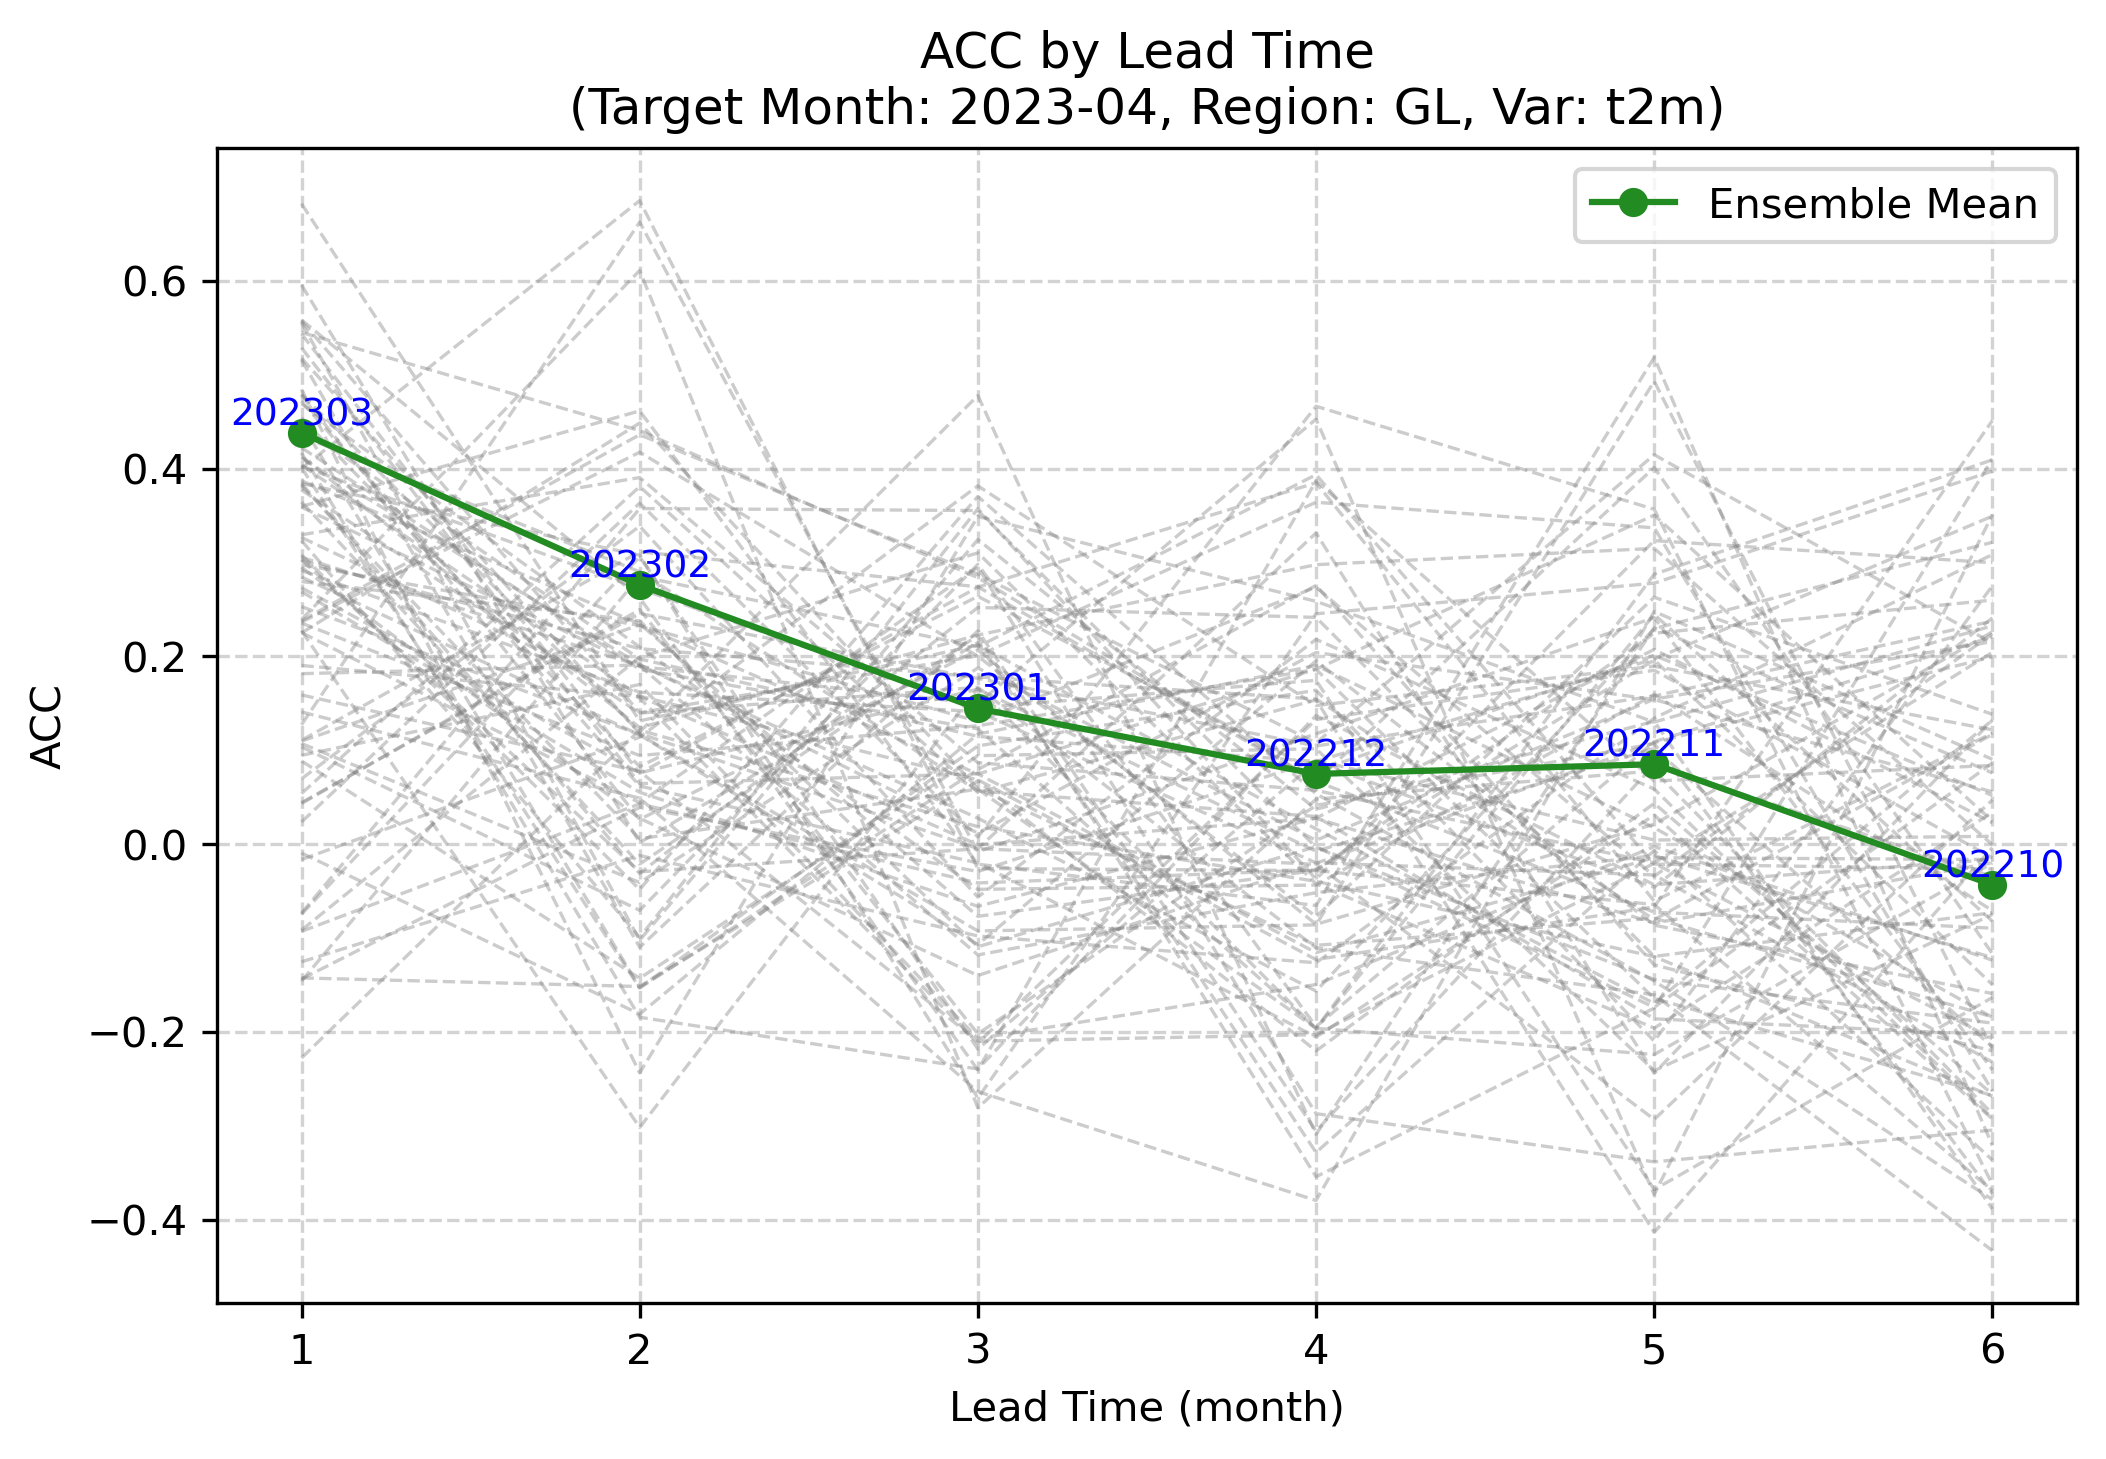 ACC by Lead Time
(Target Month: 2023-04, Region: GL, Var: t2m)
Ensemble Mean
0.6
0.4
0.2
0.0
−0.2
−0.4
ACC
202303
202302
202301
202212
202211
202210
1 2 3 4 5 6
Lead Time (month)